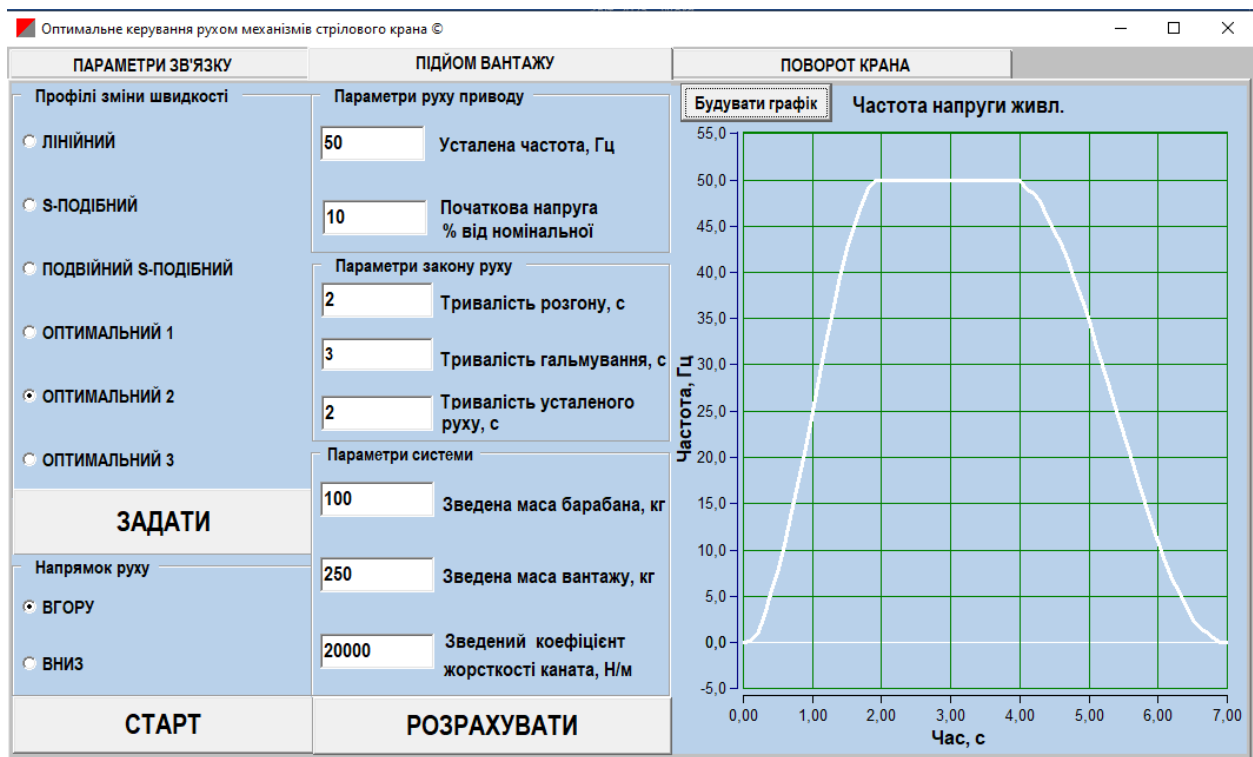 Оптимальне керування рухом механізмів стрілового крана ©
ПАРАМЕТРИ ЗВ'ЯЗКУ
ПІДЙОМ ВАНТАЖУ
ПОВОРОТ КРАНА
Профілі зміни швидкості
ЛІНІЙНИЙ
S-ПОДІБНИЙ
ПОДВІЙНИЙ S-ПОДІБНИЙ
ОПТИМАЛЬНИЙ 1
ОПТИМАЛЬНИЙ 2
ОПТИМАЛЬНИЙ 3
ЗАДАТИ
Напрямок руху
ВГОРУ
ВНИЗ
СТАРТ
Параметри руху приводу
50
Усталена частота, Гц
10
Початкова напруга
% від номінальної
Параметри закону руху
2
Тривалість розгону, с
3
Тривалість гальмування, с
2
Тривалість усталеного
руху, с
Параметри системи
100
Зведена маса барабана, кг
250
Зведена маса вантажу, кг
20000
Зведений коефіцієнт
жорсткості каната, Н/м
РОЗРАХУВАТИ
Будувати графік
Частота напруги живл.
55,0
50,0
45,0
40,0
35,0
30,0
25,0
20,0
15,0
10,0
5,0
0,0
-5,0
Частота, Гц
0,00 1,00 2,00 3,00 4,00 5,00 6,00 7,00
Час, с